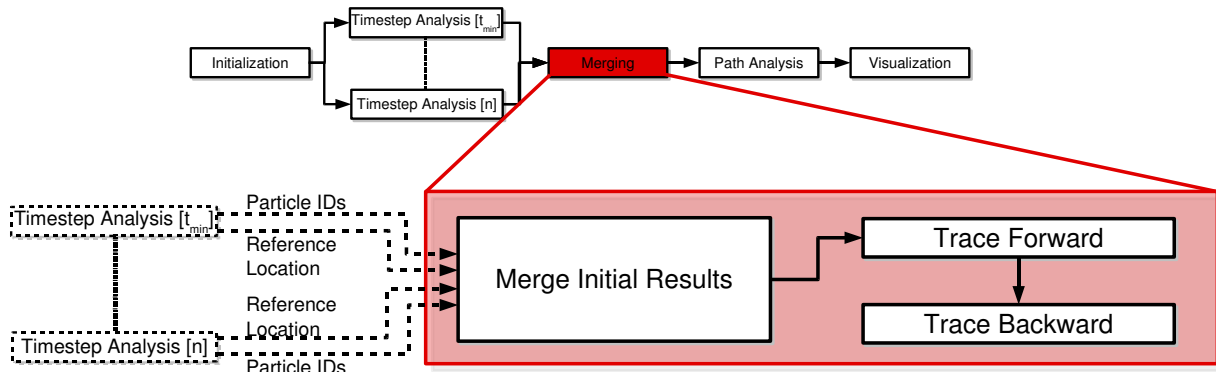 Timestep Analysis [tmin]
Initialization
Merging
Path Analysis
Visualization
Timestep Analysis [n]
Particle IDs
Timestep Analysis [tmin]
Reference
Location
Merge Initial Results
Trace Forward
Reference
Location
Trace Backward
Timestep Analysis [n]
Particle IDs